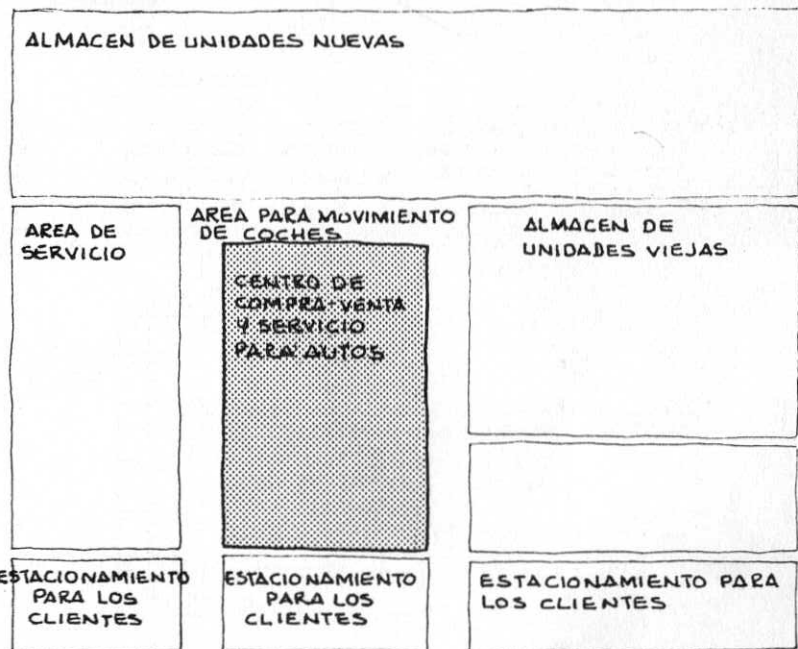 ALMACEN DE UNIDADES NUEVAS
AREA DE
SERVICIO
AREA PARA MOVIMIENTO
DE COCHES
CENTRO DE
COMPRA-VENTA
Y SERVICIO
PARA AUTOS
ALMACEN DE
UNIDADES VIEJAS
ESTACIONAMIENTO
PARA LOS
CLIENTES
ESTACIONAMIENTO
PARA LOS
CLIENTES
ESTACIONAMIENTO PARA
LOS CLIENTES